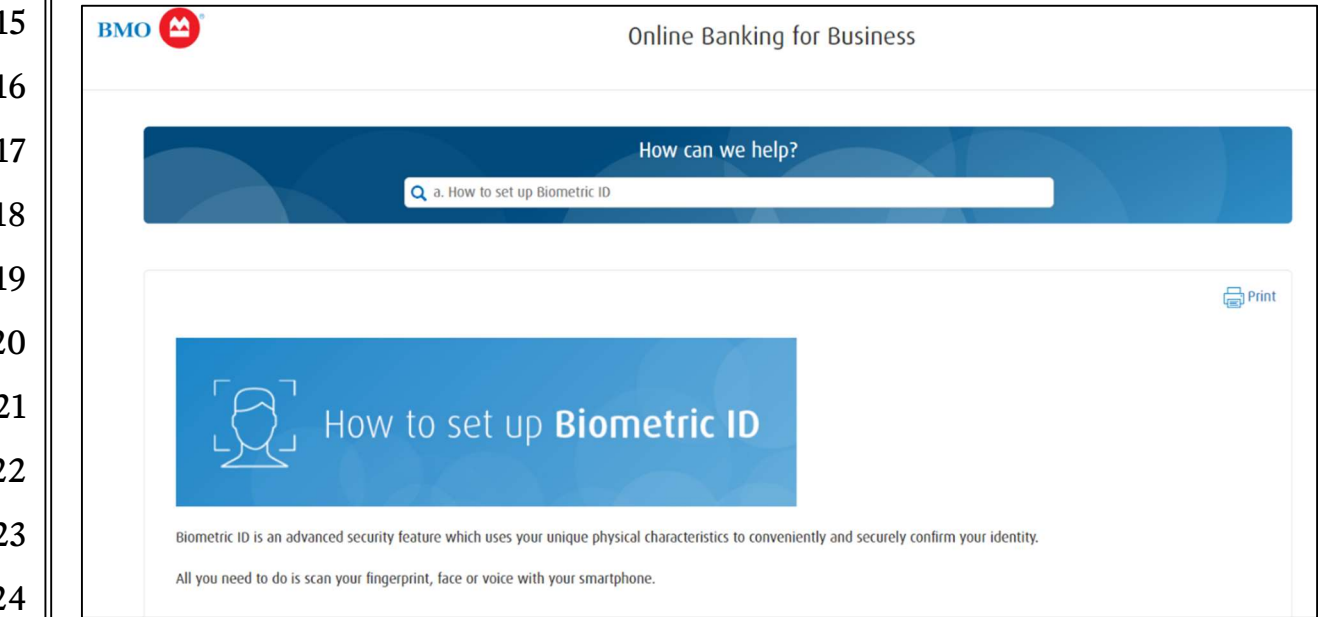 15
BMO
Online Banking for Business
16
17
How can we help?
a. How to set up Biometric ID
18
19
Print
20
21
How to set up Biometric ID
22
23
Biometric ID is an advanced security feature which uses your unique physical characteristics to conveniently and securely confirm your identity.
24
All you need to do is scan your fingerprint, face or voice with your smartphone.